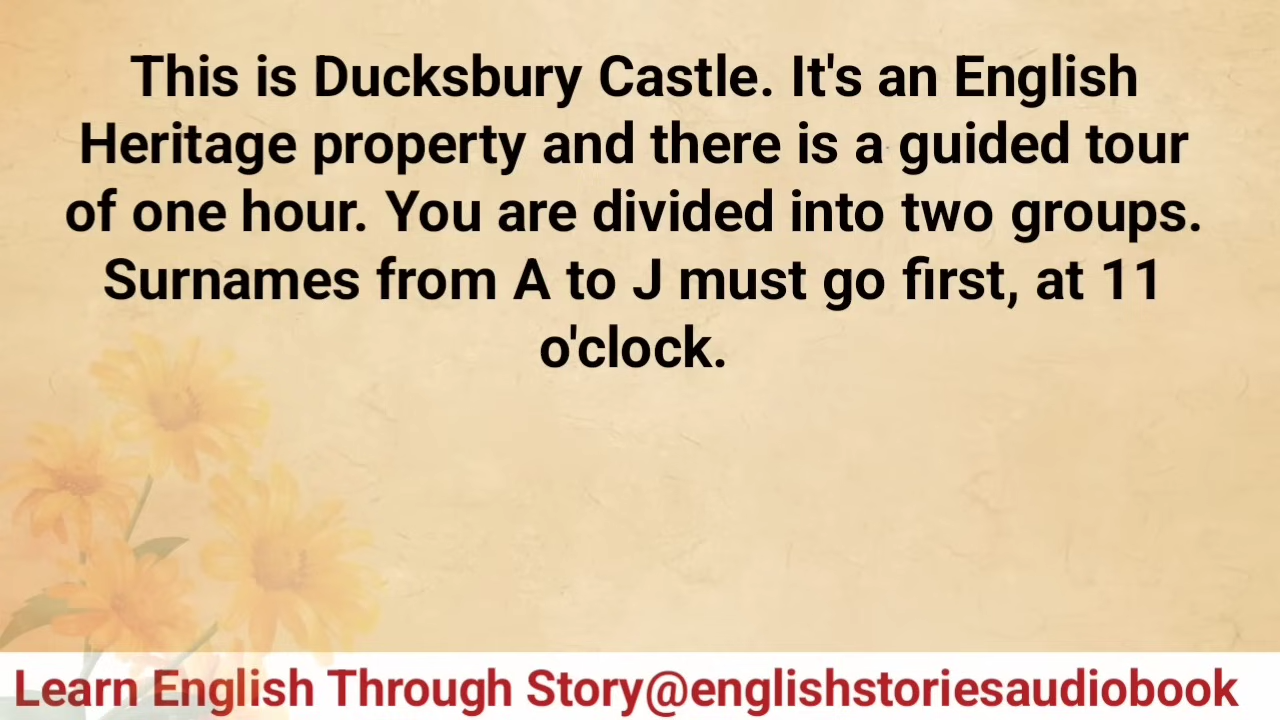 This is Ducksbury Castle. It's an English
Heritage property and there is a guided tour
of one hour. You are divided into two groups.
Surnames from A to J must go first, at 11
o'clock.
Learn English Through Story@englishstoriesaudiobook